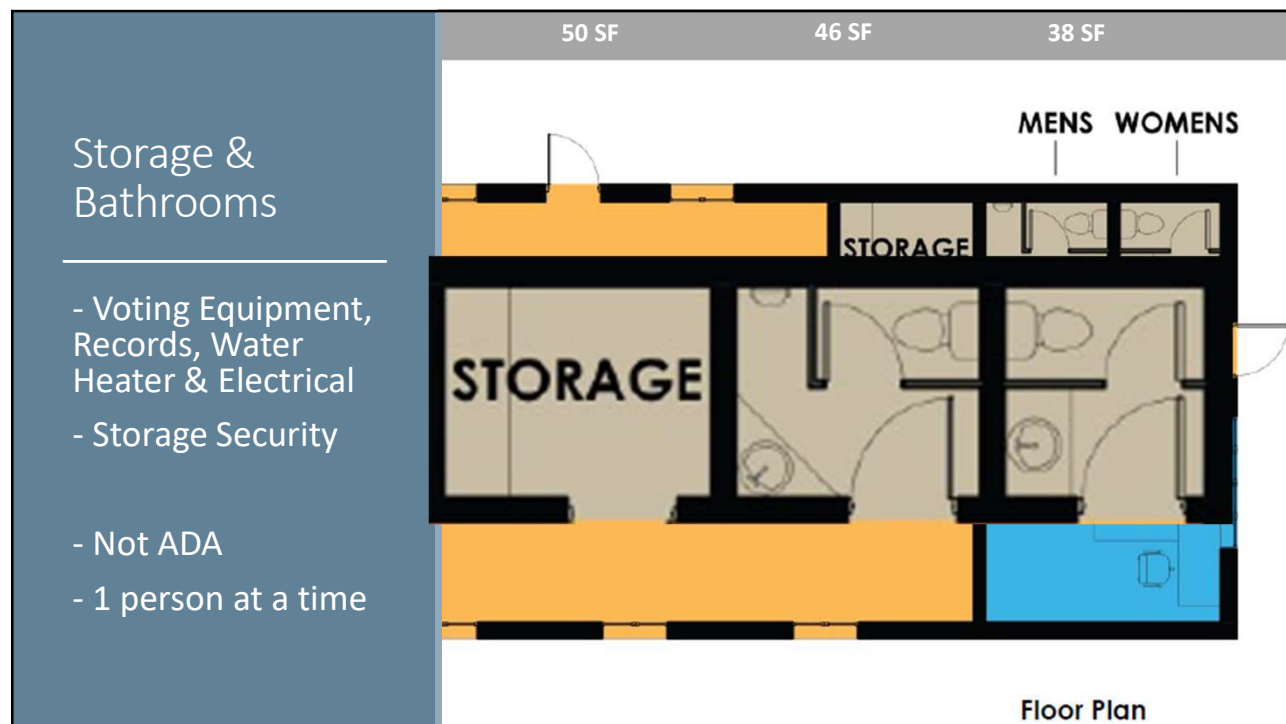 50 SF 46 SF 38 SF
Storage &
Bathrooms
- Voting Equipment,
Records, Water
Heater & Electrical
- Storage Security
- Not ADA
- 1 person at a time
MENS WOMENS
STORAGE
STORAGE
Floor Plan